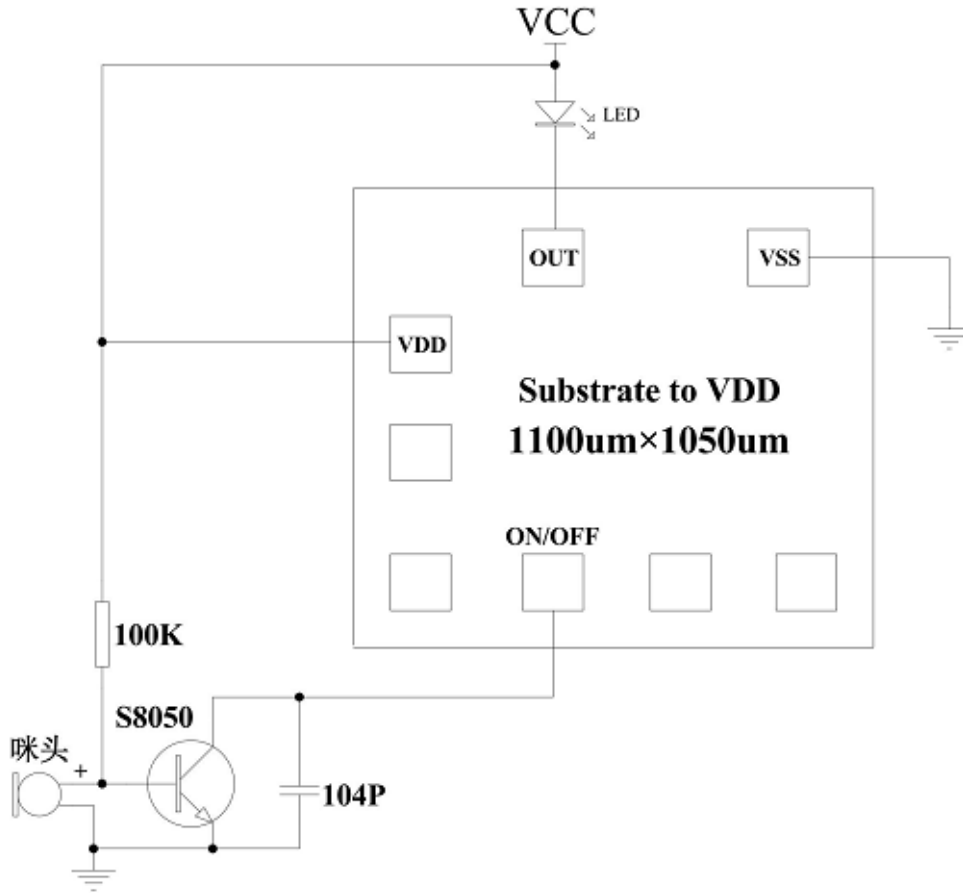 VCC
LED
OUT
VSS
VDD
Substrate to VDD
1100um×1050um
ON/OFF
100K
S8050
咪头
+
104P